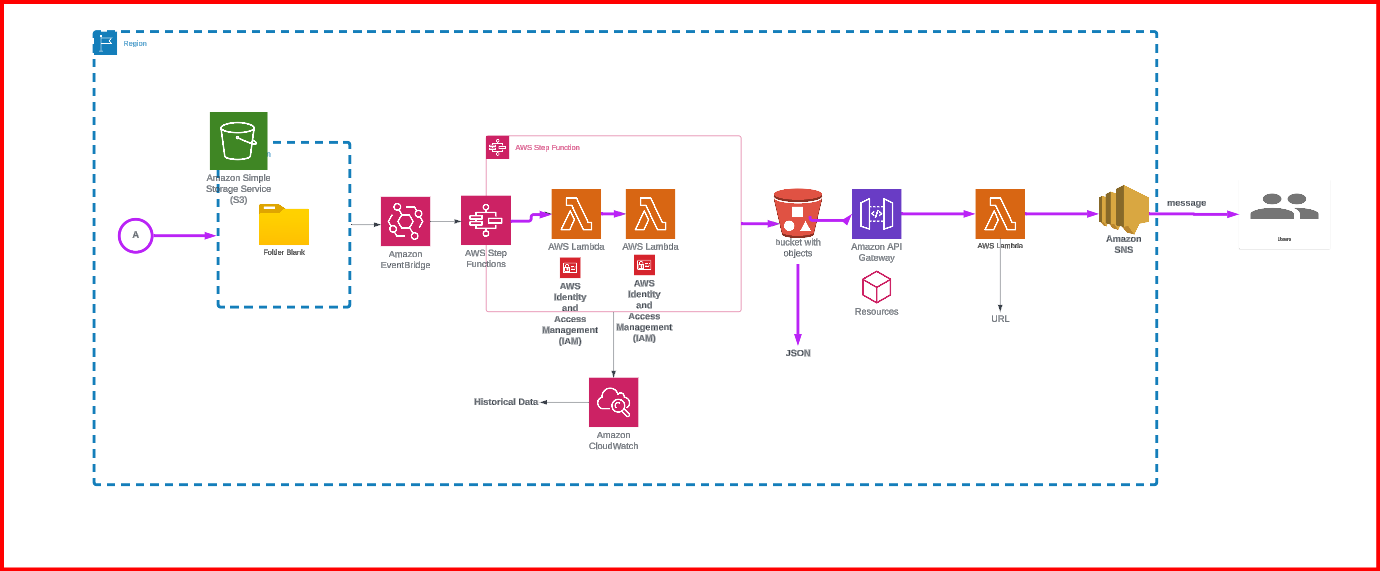 Region
Amazon Simple
Storage Service
(S3)
A
Folder Blank
Amazon
EventBridge
AWS Step
Functions
AWS Step Function
AWS Lambda
AWS Identity
and
Access
Management
(IAM)
AWS Lambda
AWS Identity
and
Access
Management
(IAM)
Amazon
CloudWatch
Historical Data
bucket with
objects
JSON
Amazon API
Gateway
Resources
AWS Lambda
URL
Amazon
SNS
message
Users